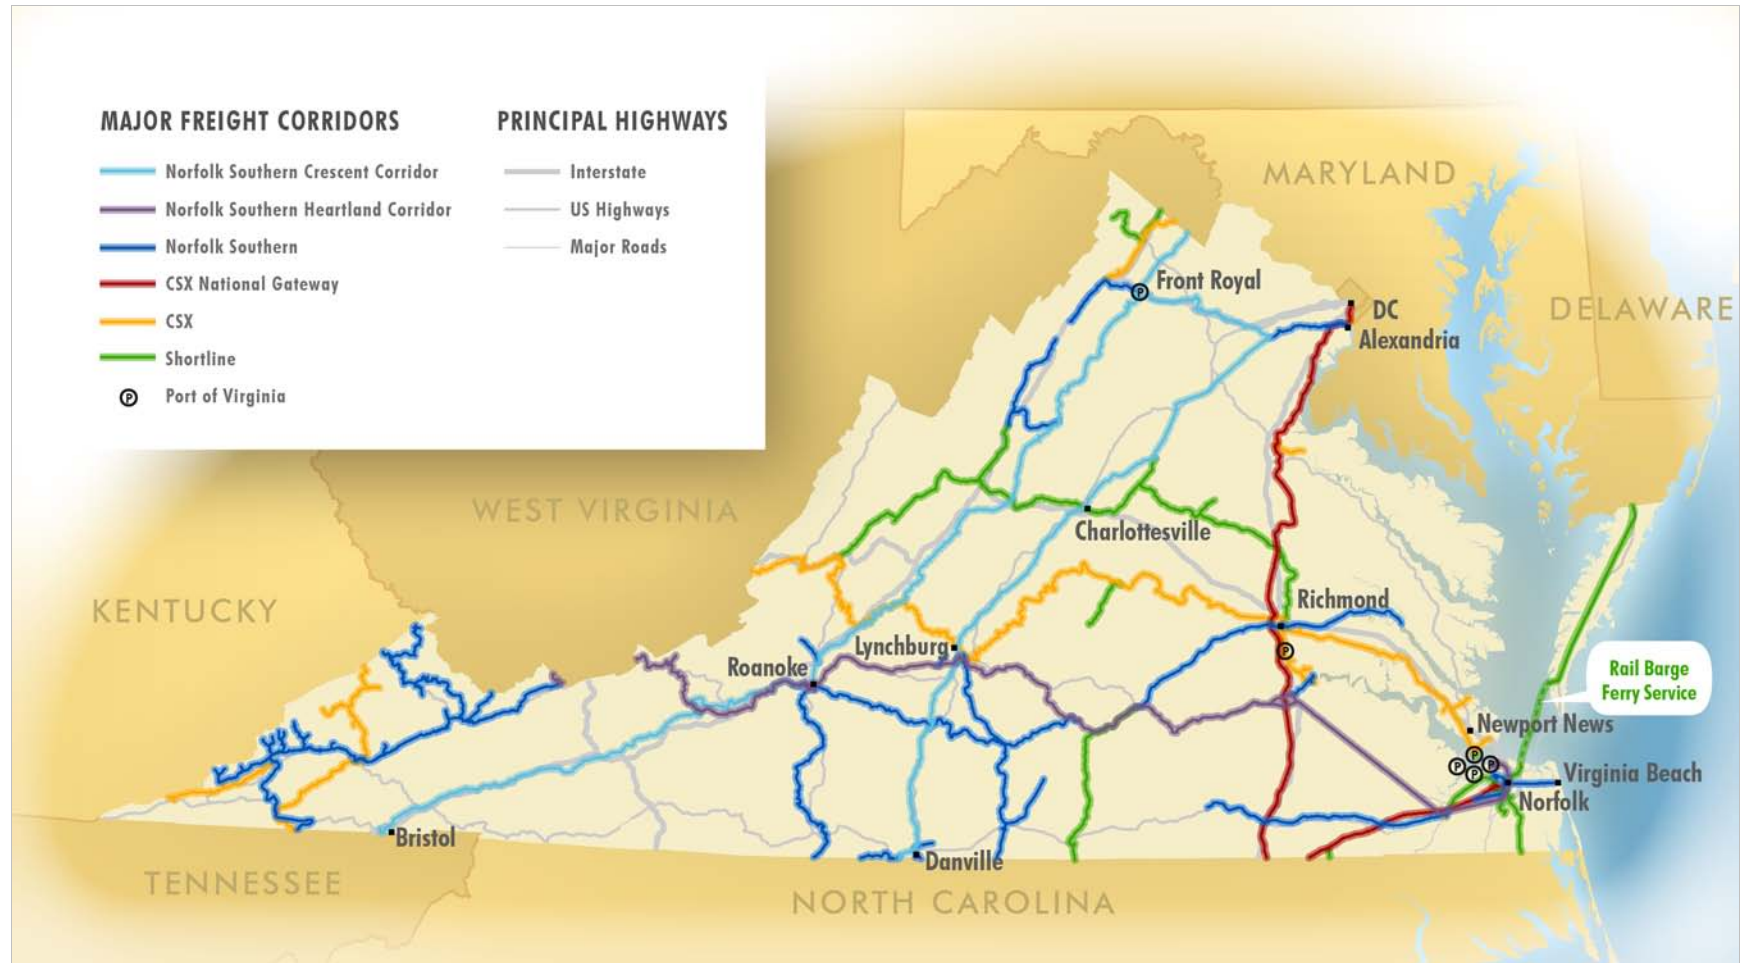 MAJOR FREIGHT CORRIDORS
Norfolk Southern Crescent Corridor
Norfolk Southern Heartland Corridor
Norfolk Southern
CSX National Gateway
CSX
Shortline
P
Port of Virginia
PRINCIPAL HIGHWAYS
Interstate
US Highways
Major Roads
MARYLAND
P
Front Royal
DC
DELAWARE
Alexandria
WEST VIRGINIA
Charlottesville
KENTUCKY
Richmond
Lynchburg
P
Roanoke
Rail Barge
Ferry Service
Newport News
P
P
P
P
Virginia Beach
Norfolk
Bristol
Danville
TENNESSEE
NORTH CAROLINA